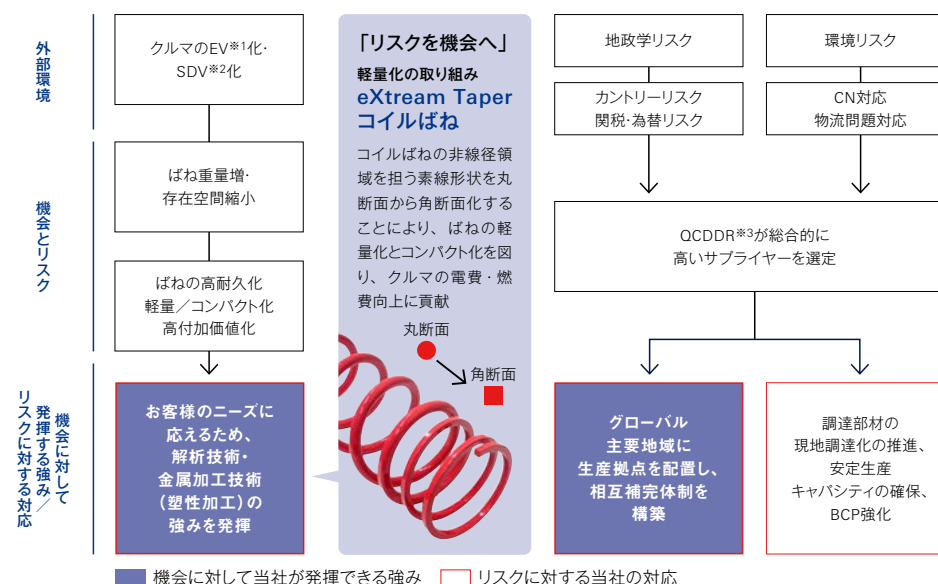 外部環境
クルマのEV※1化・
SDV※2化
機会とリスク
ばね重量増・
存在空間縮小
ばねの高耐久化
軽量／コンパクト化
高付加価値化
機会に対して
発揮する強み／
リスクに対する対応
お客様のニーズに
応えるため、
解析技術・
金属加工技術
（塑性加工）の
強みを発揮
「リスクを機会へ」
軽量化の取り組み
eXtream Taper
コイルばね
コイルばねの非線径領
域を担う素線形状を丸
断面から角断面化する
ことにより、ばねの軽
量化とコンパクト化を図
り、クルマの電費・燃
費向上に貢献
丸断面
角断面
地政学リスク
カントリーリスク
関税・為替リスク
環境リスク
CN対応
物流問題対応
QCDDR※3が総合的に
高いサプライヤーを選定
グローバル
主要地域に
生産拠点を配置し、
相互補完体制を
構築
調達部材の
現地調達化の推進、
安定生産
キャパシティの確保、
BCP強化
機会に対して当社が発揮できる強み
リスクに対する当社の対応